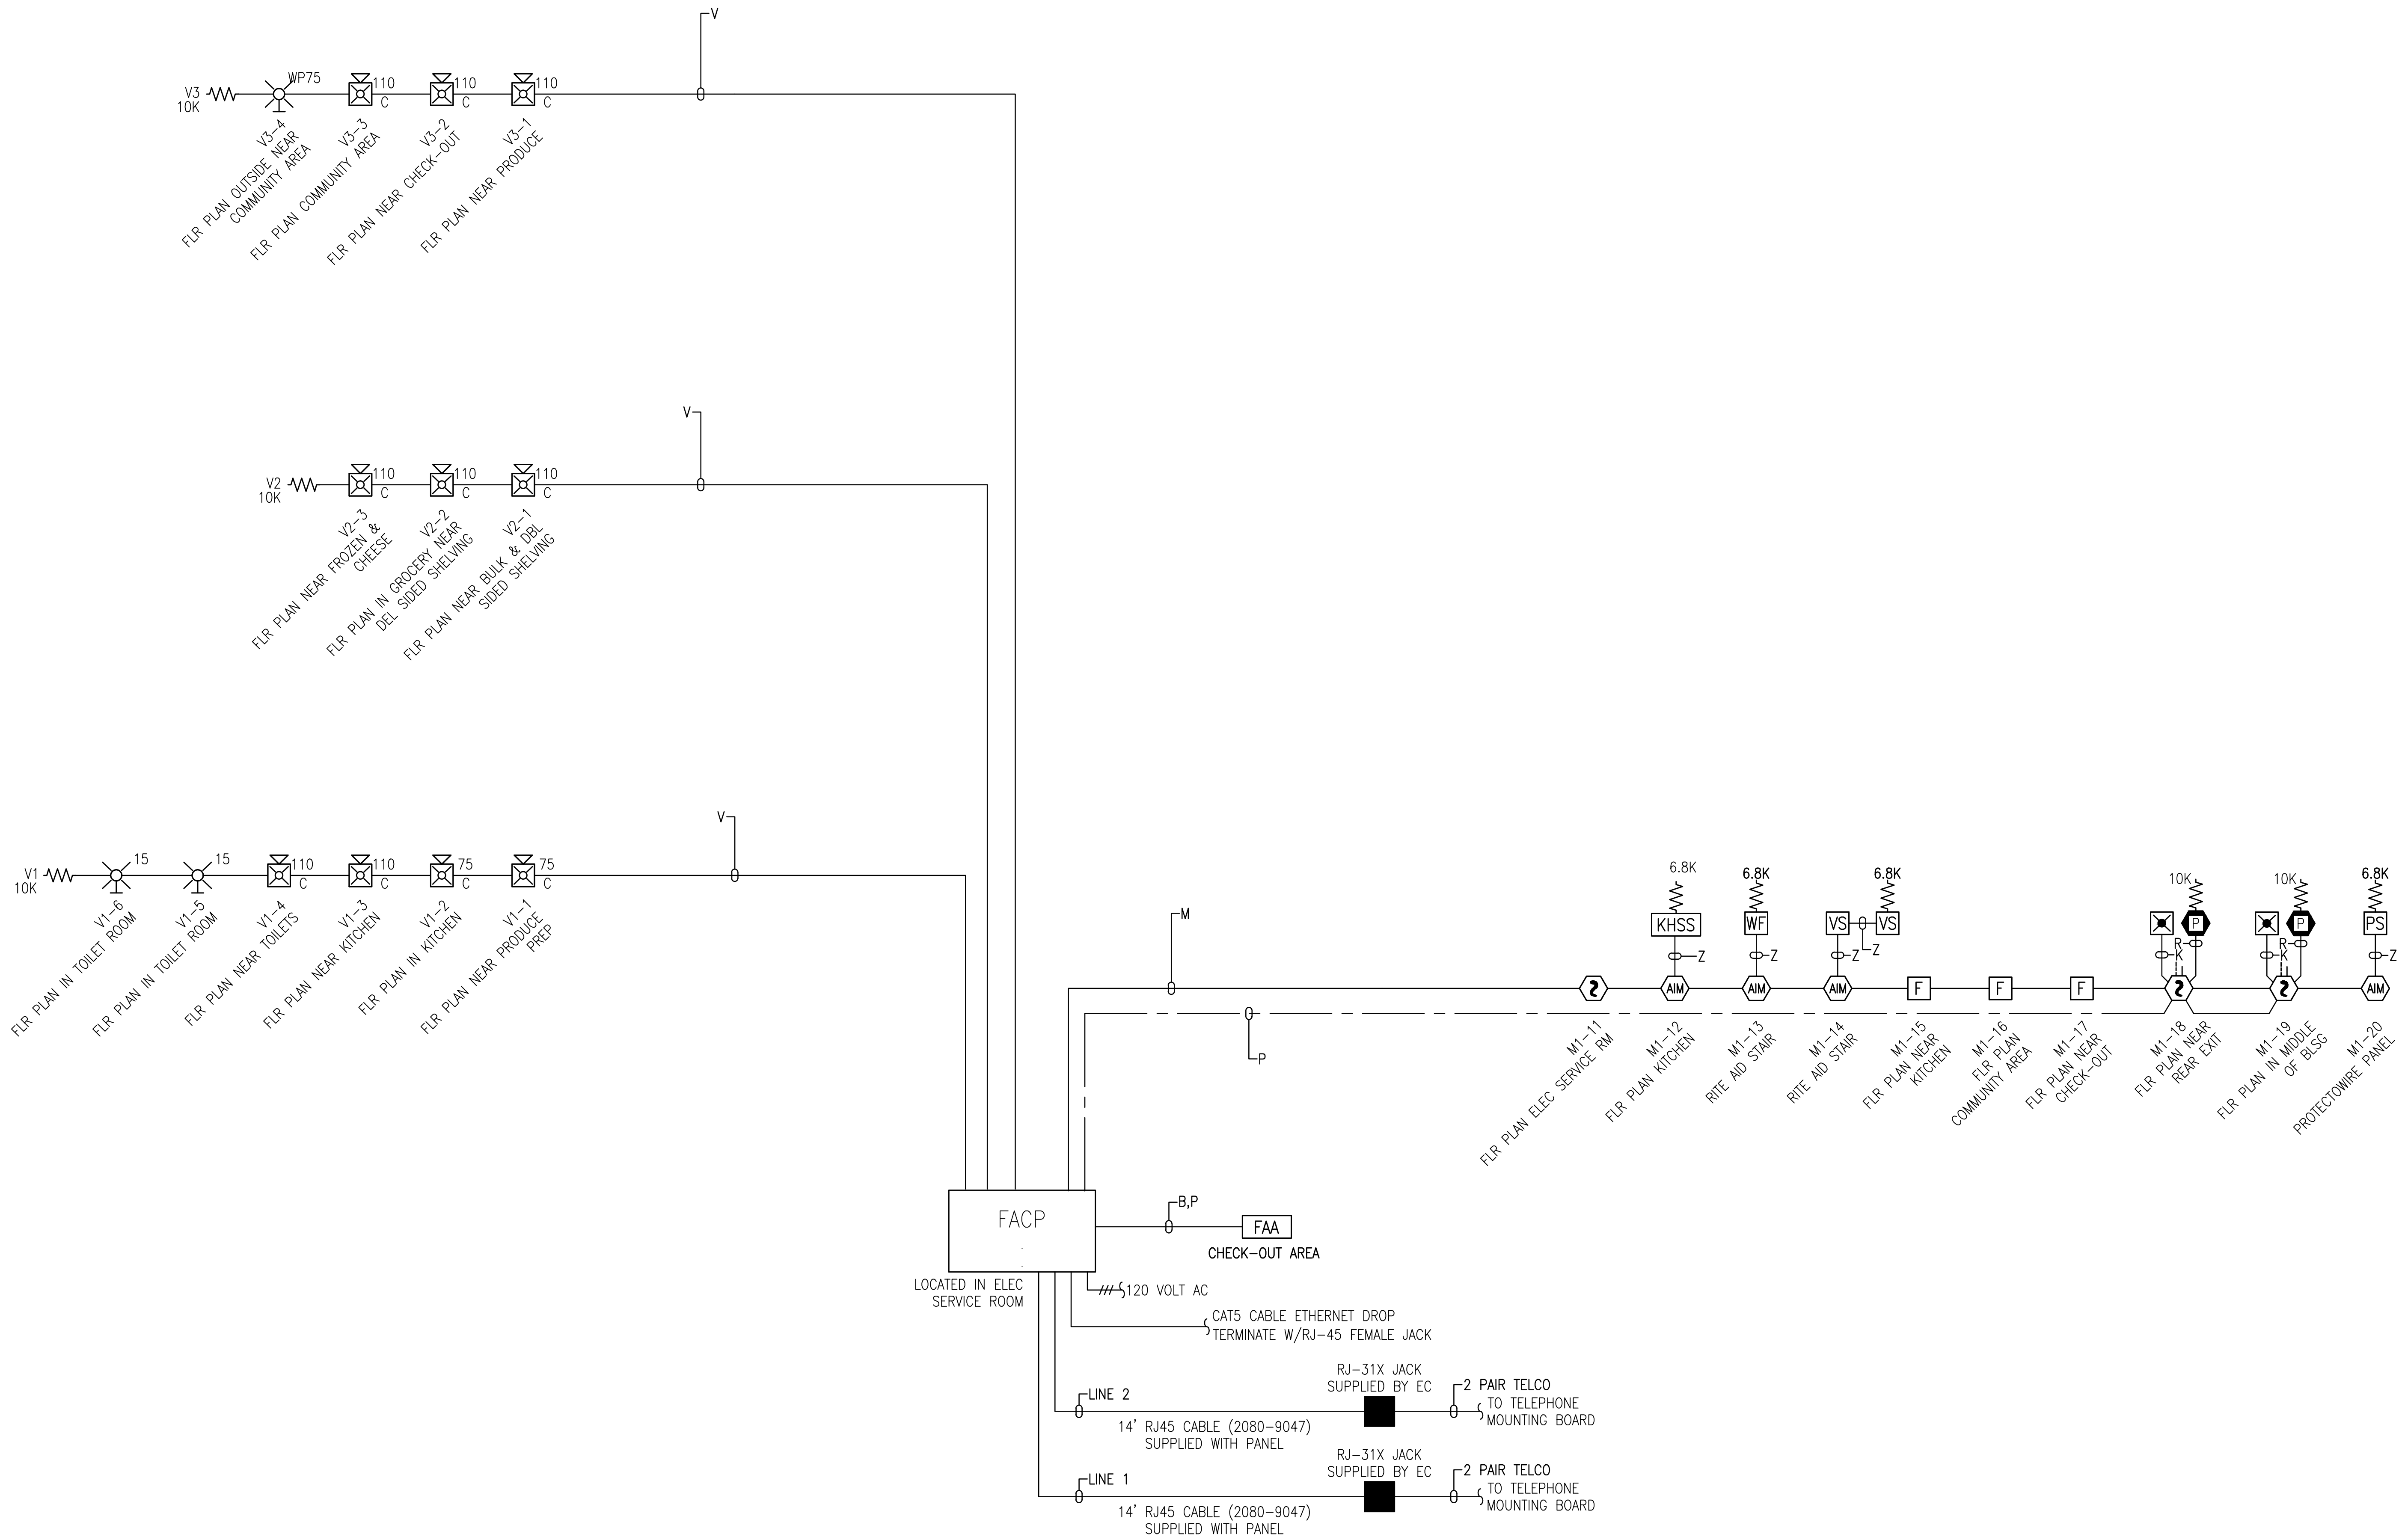 V
V3
10K
WP75
110
C
110
C
110
C
V3-4
FLR PLAN OUTSIDE NEAR
COMMUNITY AREA
V3-3
FLR PLAN COMMUNITY AREA
V3-2
FLR PLAN NEAR CHECK-OUT
V3-1
FLR PLAN NEAR PRODUCE
V
V2
10K
110
C
110
C
110
C
V2-3
FLR PLAN NEAR FROZEN &
CHEESE
V2-2
FLR PLAN IN GROCERY NEAR
DEL SIDED SHELVING
V2-1
FLR PLAN NEAR BULK & DBL
SIDED SHELVING
V
V1
10K
15
15
110
C
110
C
75
C
75
C
V1-6
FLR PLAN IN TOILET ROOM
V1-5
FLR PLAN IN TOILET ROOM
V1-4
FLR PLAN NEAR TOILETS
V1-3
FLR PLAN NEAR KITCHEN
V1-2
FLR PLAN IN KITCHEN
V1-1
FLR PLAN NEAR PRODUCE
PREP
M
P
6.8K
KHSS
Z
AIM
6.8K
WF
Z
AIM
6.8K
VS
VS
Z
Z
AIM
F
F
F
10K
P
R
K
10K
P
R
K
6.8K
PS
Z
AIM
M1-11
FLR PLAN ELEC SERVICE RM
M1-12
FLR PLAN KITCHEN
M1-13
RITE AID STAIR
M1-14
RITE AID STAIR
M1-15
FLR PLAN NEAR
KITCHEN
M1-16
FLR PLAN
COMMUNITY AREA
M1-17
FLR PLAN NEAR
CHECK-OUT
M1-18
FLR PLAN NEAR
REAR EXIT
M1-19
FLR PLAN IN MIDDLE
OF BLSG
M1-20
PROTECTOWIRE PANEL
FACP
LOCATED IN ELEC
SERVICE ROOM
B,P
FAA
CHECK-OUT AREA
120 VOLT AC
CAT5 CABLE ETHERNET DROP
TERMINATE W/RJ-45 FEMALE JACK
LINE 2
14' RJ45 CABLE (2080-9047)
SUPPLIED WITH PANEL
RJ-31X JACK
SUPPLIED BY EC
2 PAIR TELCO
TO TELEPHONE
MOUNTING BOARD
LINE 1
14' RJ45 CABLE (2080-9047)
SUPPLIED WITH PANEL
RJ-31X JACK
SUPPLIED BY EC
2 PAIR TELCO
TO TELEPHONE
MOUNTING BOARD